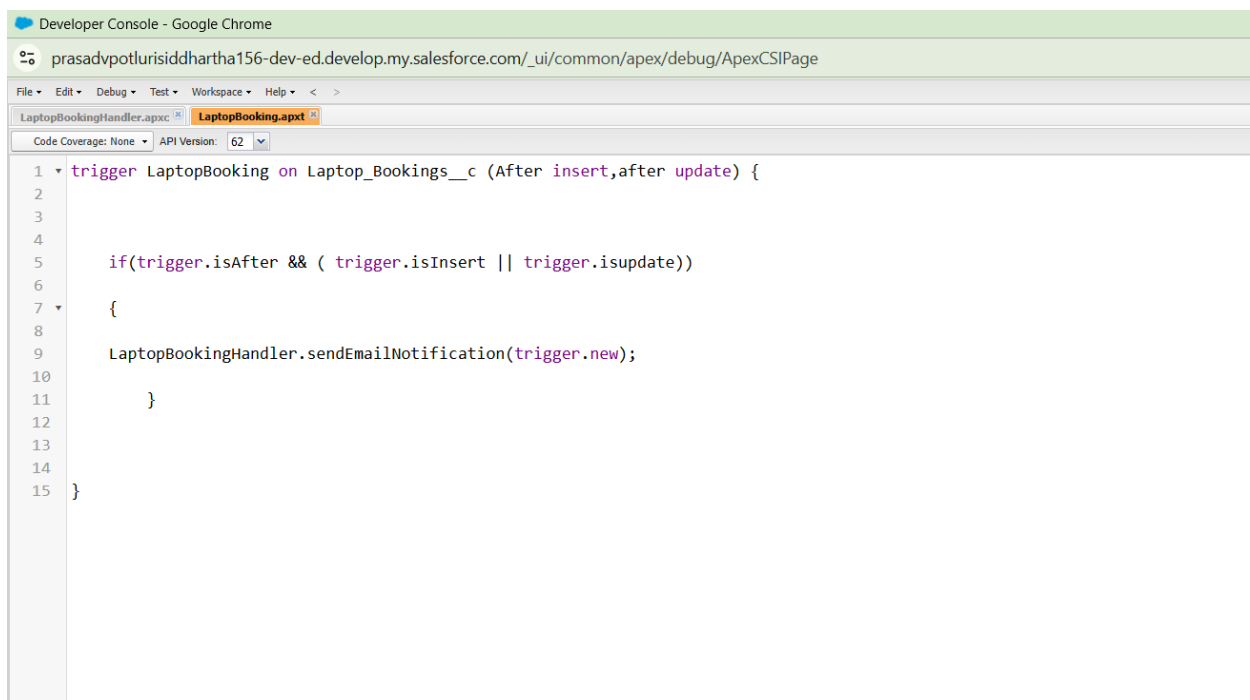 Developer Console - Google Chrome
prasadvpotlurisiddhartha156-dev-ed.develop.my.salesforce.com/_ui/common/apex/debug/ApexCSIPage
File Edit Debug Test Workspace Help < >
LaptopBookingHandler.apxc LaptopBooking.apxt
Code Coverage: None API Version: 62
1 trigger LaptopBooking on Laptop_Bookings__c (After insert,after update) {
2
3
4
5 if(trigger.isAfter && ( trigger.isInsert || trigger.isupdate))
6
7 {
8
9 LaptopBookingHandler.sendEmailNotification(trigger.new);
10
11 }
12
13
14
15 }